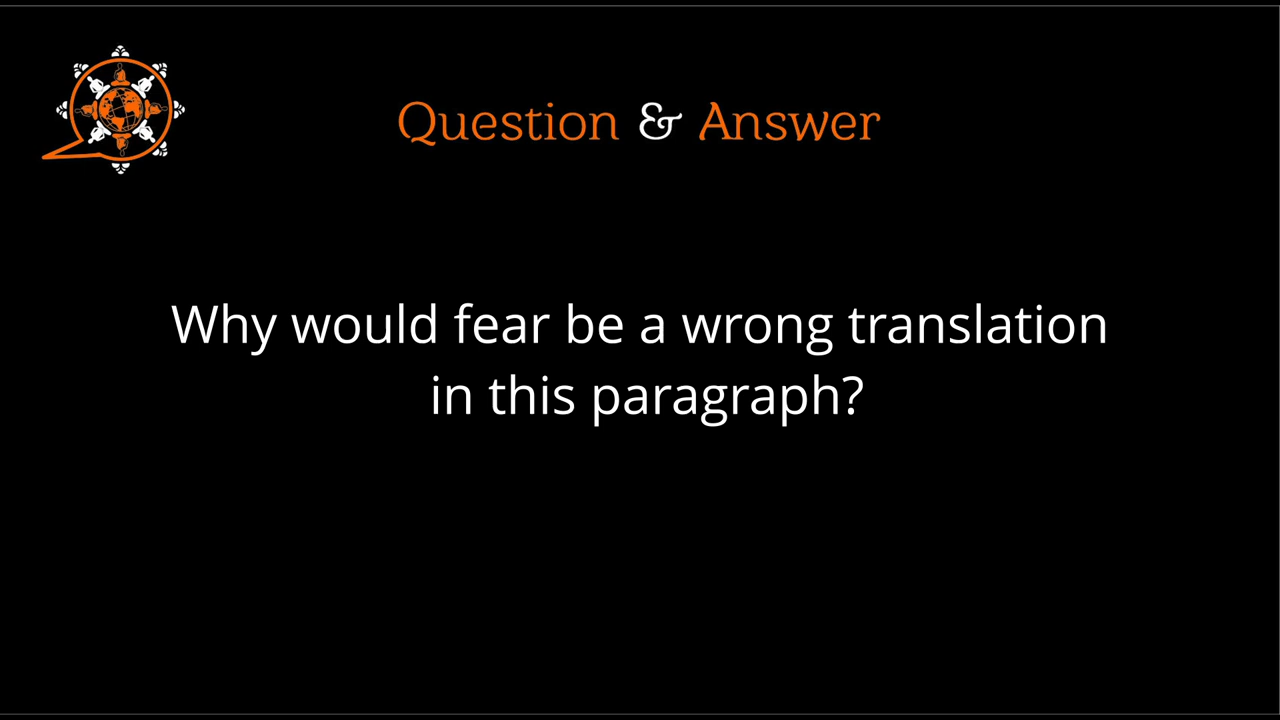 Question & Answer
Why would fear be a wrong translation
in this paragraph?